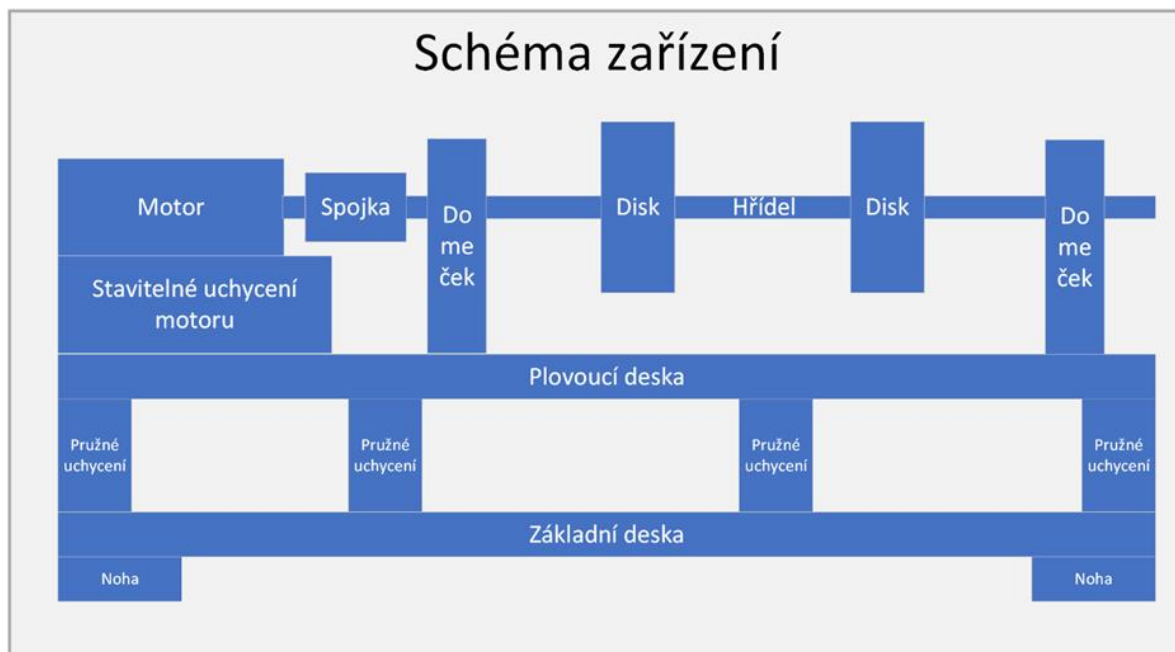 Schéma zařízení
Motor
Spojka
Do
me
ček
Disk
Hřídel
Disk
Do
me
ček
Stavitelné uchycení
motoru
Plovoucí deska
Pružné
uchycení
Pružné
uchycení
Pružné
uchycení
Pružné
uchycení
Základní deska
Noha
Noha